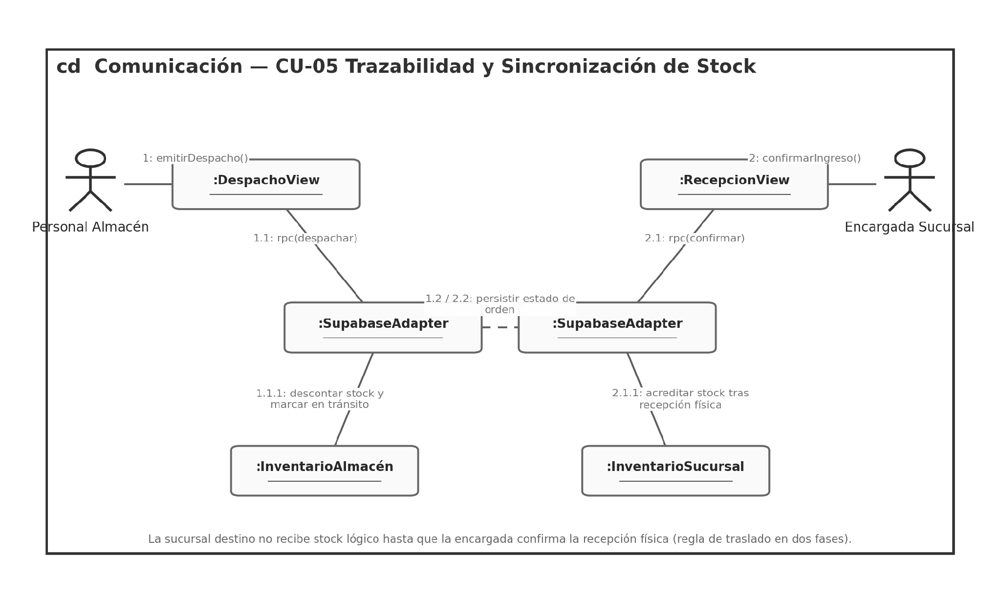 cd  Comunicación — CU-05 Trazabilidad y Sincronización de Stock
1: emitirDespacho()
2: confirmarIngreso()
:DespachoView
:RecepcionView
Personal Almacén
Encargada Sucursal
1.1: rpc(despachar)
2.1: rpc(confirmar)
1.2 / 2.2: persistir estado de
orden
:SupabaseAdapter
:SupabaseAdapter
1.1.1: descontar stock y
marcar en tránsito
2.1.1: acreditar stock tras
recepción física
:InventarioAlmacén
:InventarioSucursal
La sucursal destino no recibe stock lógico hasta que la encargada confirma la recepción física (regla de traslado en dos fases).